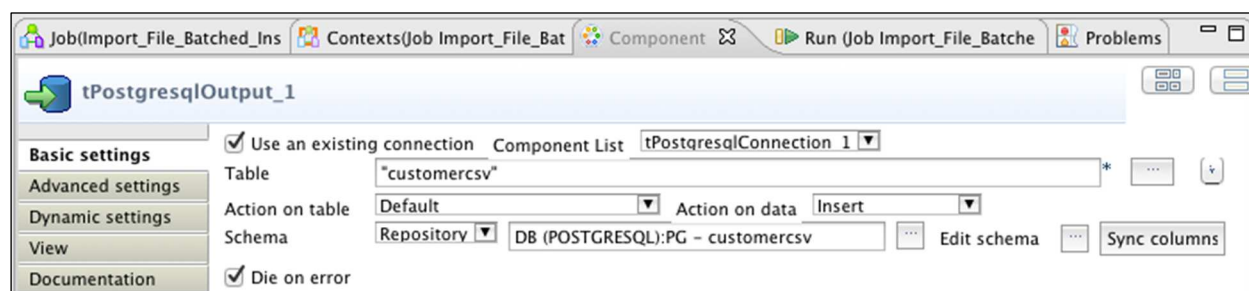 Job(Import_File_Batched_Ins Contexts(Job Import_File_Bat Component Run (Job Import_File_Batche Problems
tPostgresqlOutput_1
Basic settings
Advanced settings
Dynamic settings
View
Documentation
Use an existing connection Component List tPostgresqlConnection_1
Table "customercsv" * ...
Action on table Default Action on data Insert
Schema Repository DB (POSTGRESQL):PG - customercsv ... Edit schema ... Sync columns
Die on error